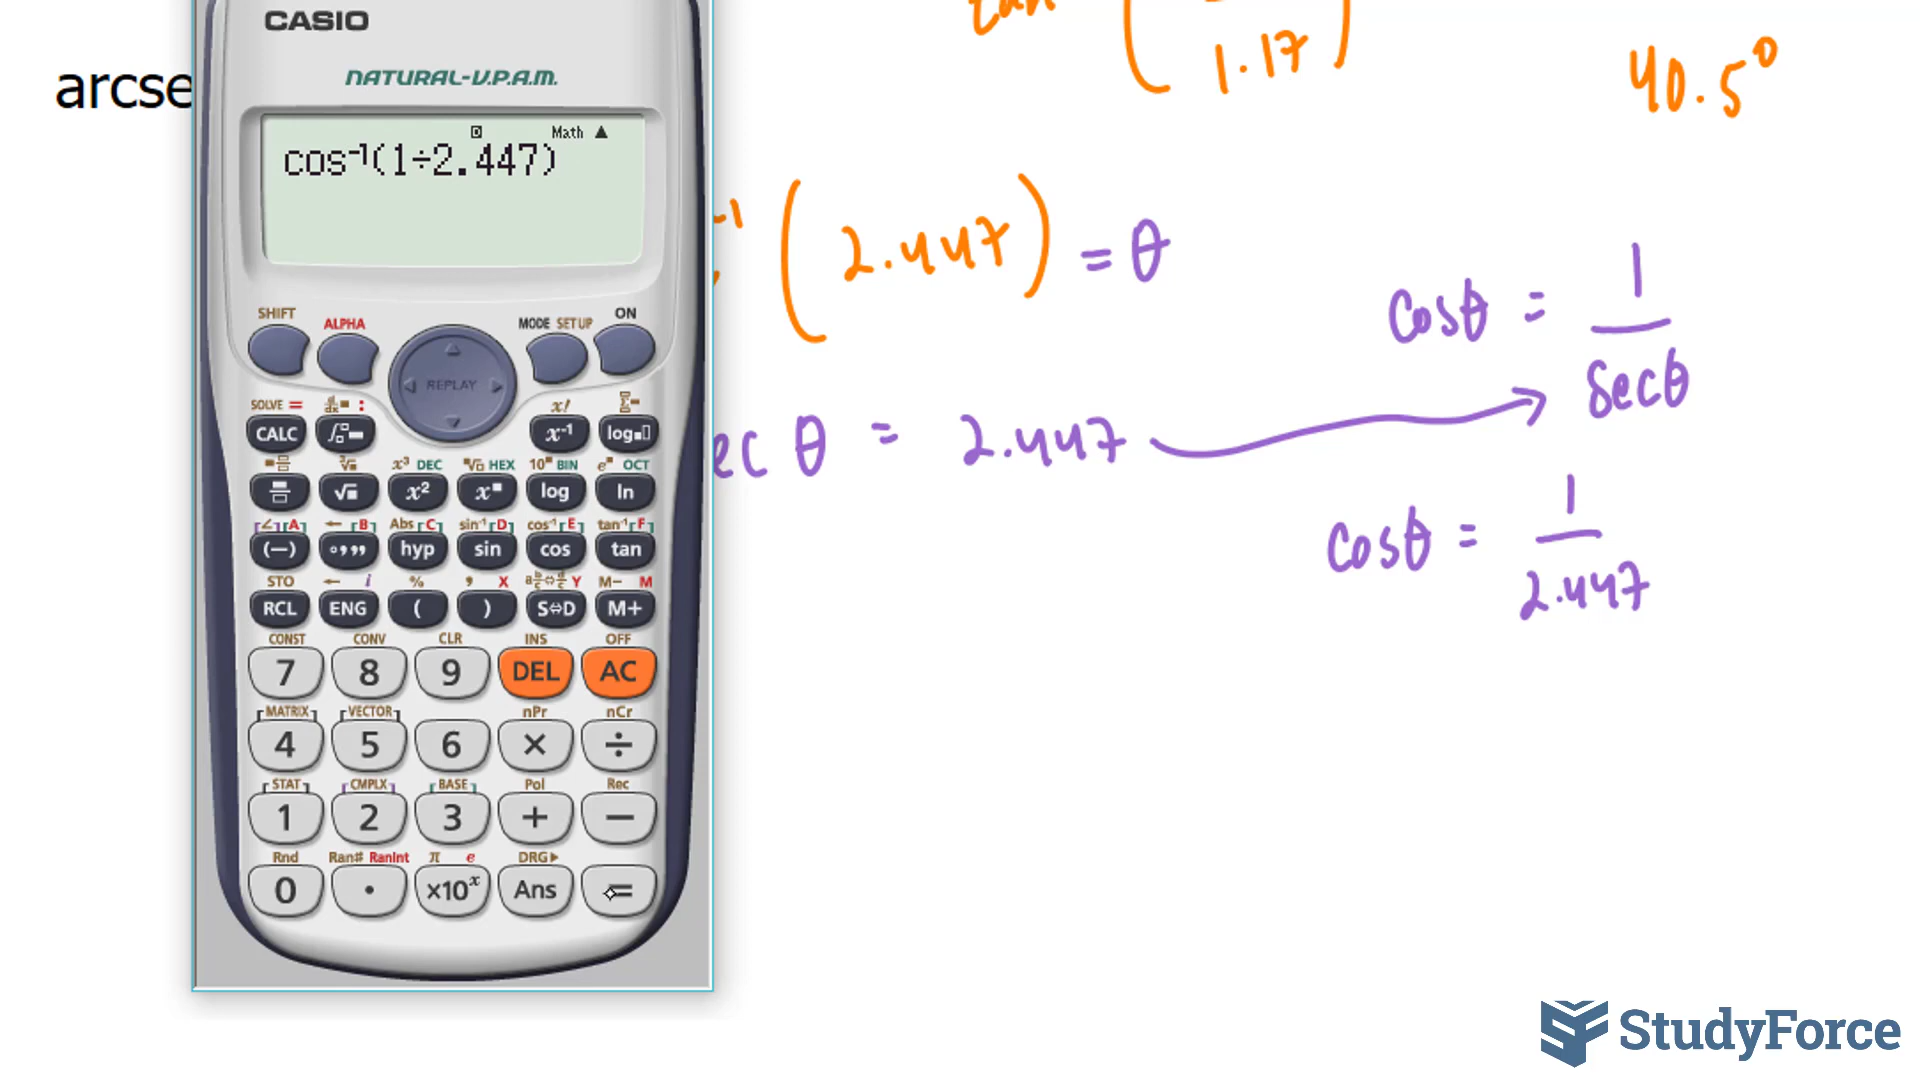 CASIO
NATURAL-V.P.A.M.
arcse
D Math ▲
cos⁻¹(1÷2.447)
1.17
40.5°
-1 (2.447) = θ
cosθ = 1/secθ
ec θ = 2.447
cosθ = 1/2.447
SHIFT ALPHA MODE SETUP ON
REPLAY
SOLVE = : x!
CALC x⁻¹ log
x³ DEC HEX 10 BIN e OCT
√ x² x log ln
A B Abs C sin⁻¹ D cos⁻¹ E tan⁻¹ F
(−) hyp sin cos tan
STO ← i % , X Y M− M
RCL ENG ( ) S⇔D M+
CONST CONV CLR INS OFF
7 8 9 DEL AC
MATRIX VECTOR nPr nCr
4 5 6 × ÷
STAT CMPLX BASE Pol Rec
1 2 3 + −
Rnd Ran# RanInt π e DRG▶
0 . ×10ˣ Ans =
StudyForce